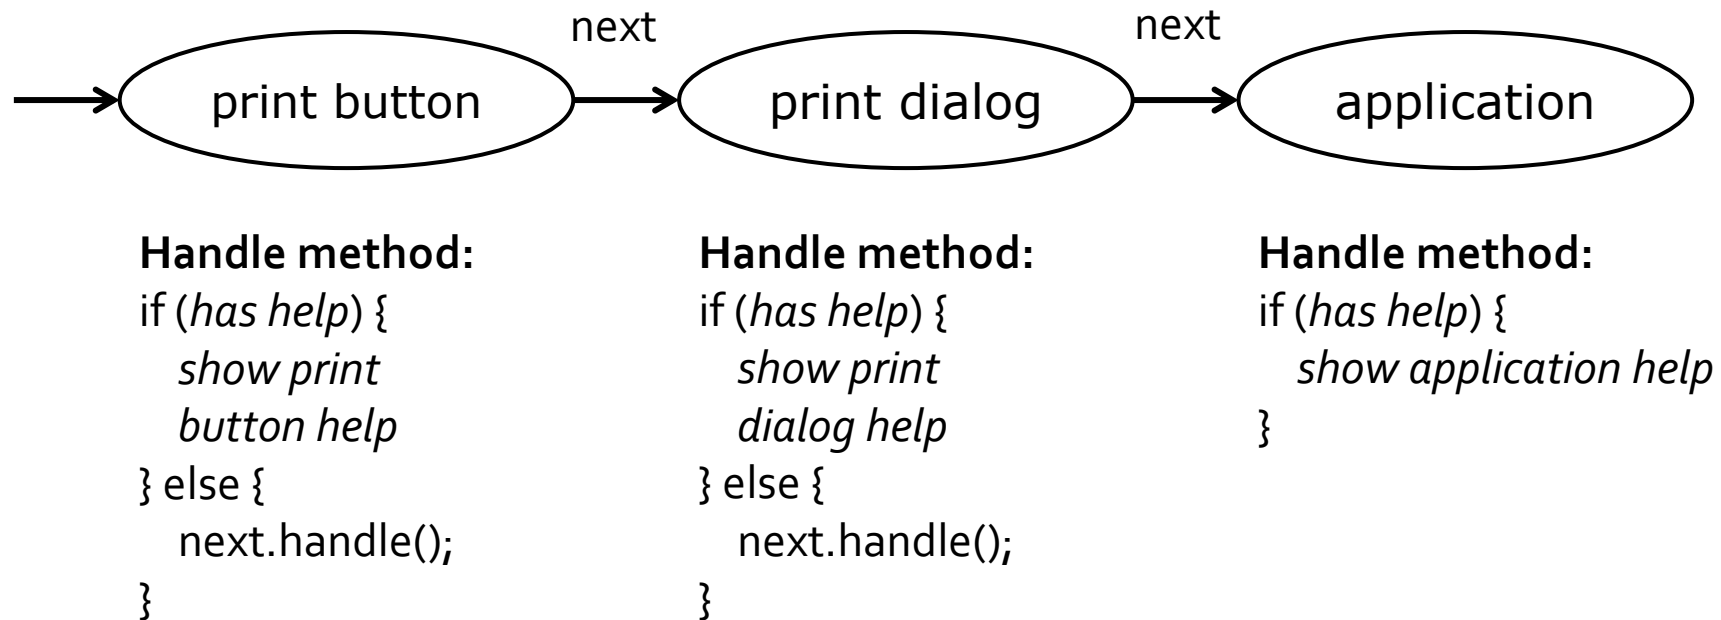 next
next
print button
print dialog
application
Handle method:
if (has help) {
show print
button help
} else {
next.handle();
}
Handle method:
if (has help) {
show print
dialog help
} else {
next.handle();
}
Handle method:
if (has help) {
show application help
}